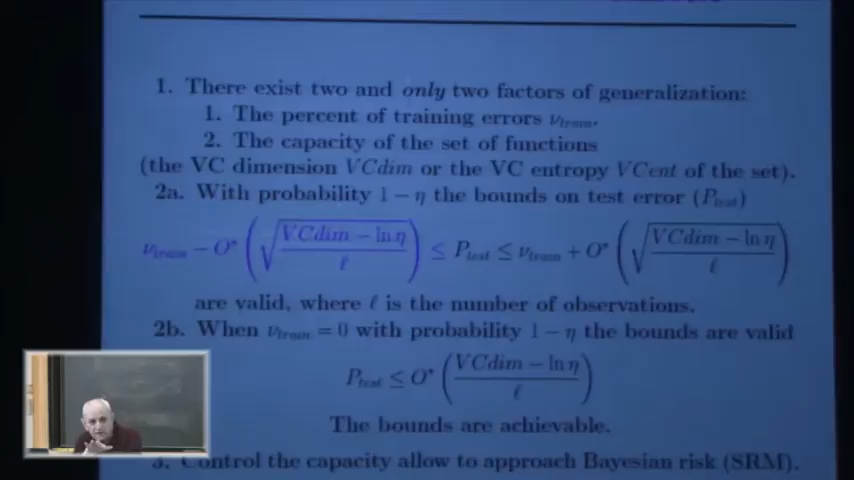 1. There exist two and only two factors of generalization:
1. The percent of training errors ν_train.
2. The capacity of the set of functions
(the VC dimension VCdim or the VC entropy VCent of the set).
2a. With probability 1 − η the bounds on test error (P_test)
ν_train − O* (√((VCdim − ln η)/ℓ)) ≤ P_test ≤ ν_train + O* (√((VCdim − ln η)/ℓ))
are valid, where ℓ is the number of observations.
2b. When ν_train = 0 with probability 1 − η the bounds are valid
P_test ≤ O* ((VCdim − ln η)/ℓ)
The bounds are achievable.
3. Control the capacity allow to approach Bayesian risk (SRM).